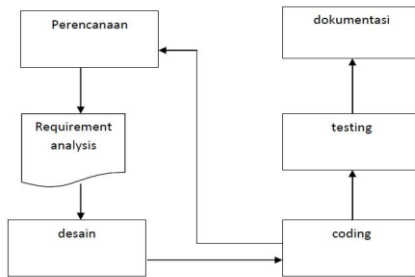 Perencanaan
Requirement
analysis
desain
coding
testing
dokumentasi